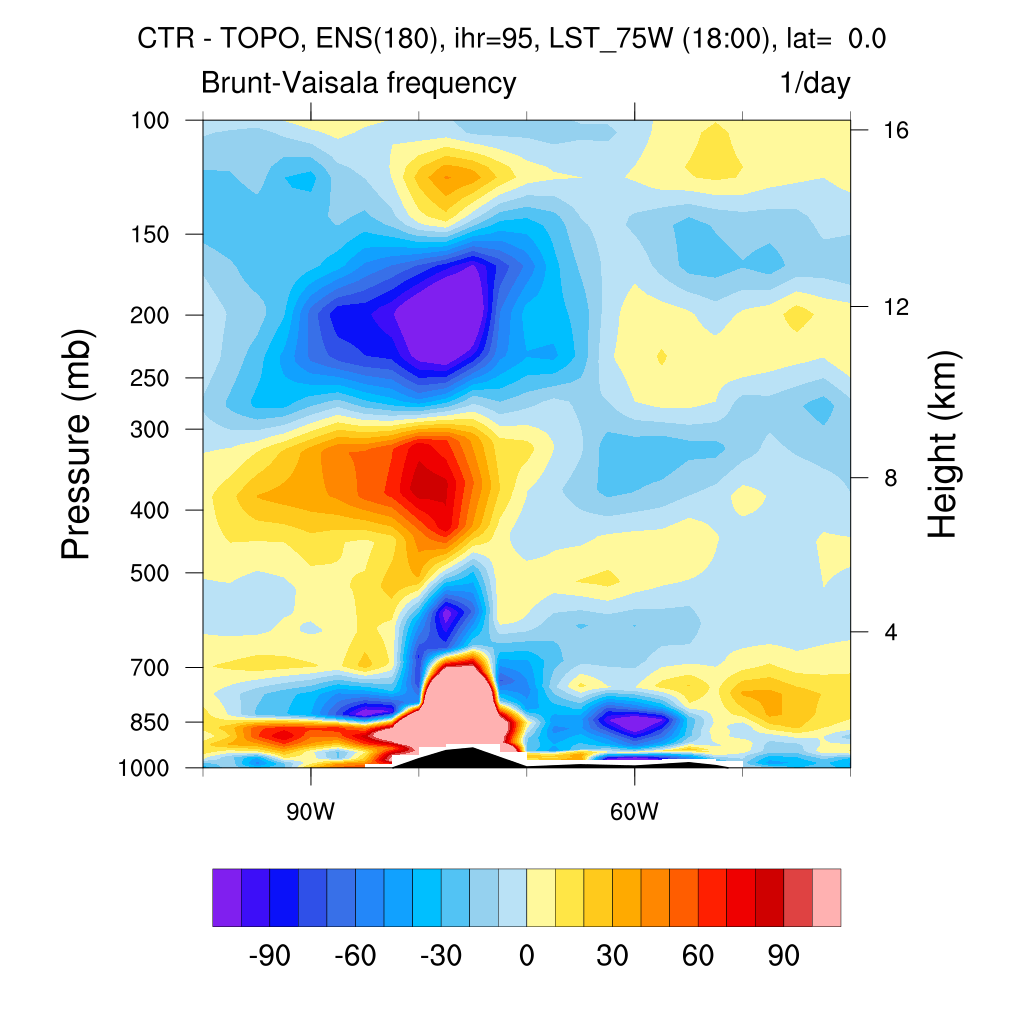 CTR - TOPO, ENS(180), ihr=95, LST_75W (18:00), lat=  0.0
Brunt-Vaisala frequency 1/day
100
150
200
250
300
400
500
700
850
1000
Pressure (mb)
16
12
8
4
Height (km)
90W 60W
-90 -60 -30 0 30 60 90